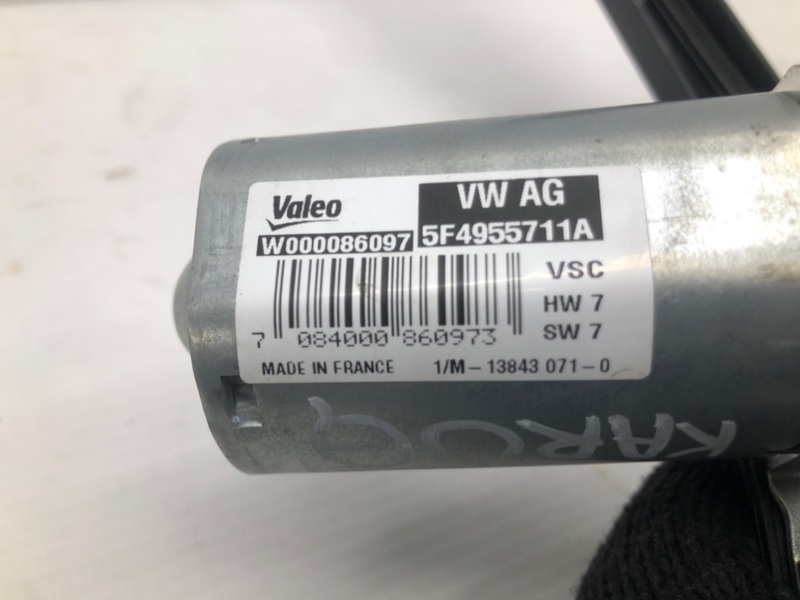 Valeo
VW AG
W000086097
5F4955711A
VSC
HW 7
SW 7
7 084000 860973
MADE IN FRANCE 1/M-13843 071-0
KAROQ